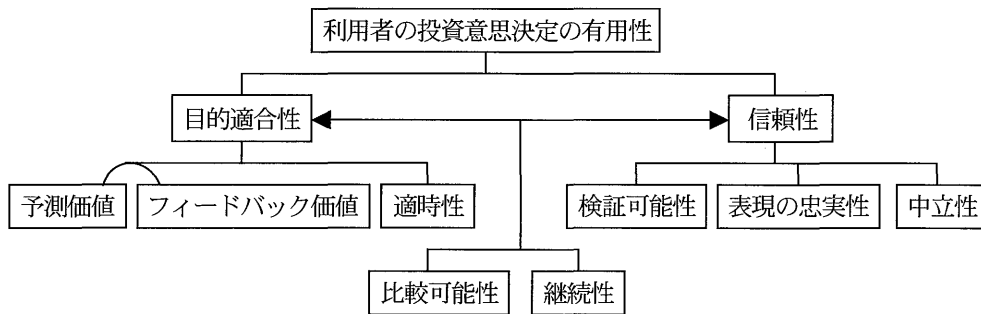 利用者の投資意思決定の有用性
目的適合性
信頼性
予測価値
フィードバック価値
適時性
検証可能性
表現の忠実性
中立性
比較可能性
継続性